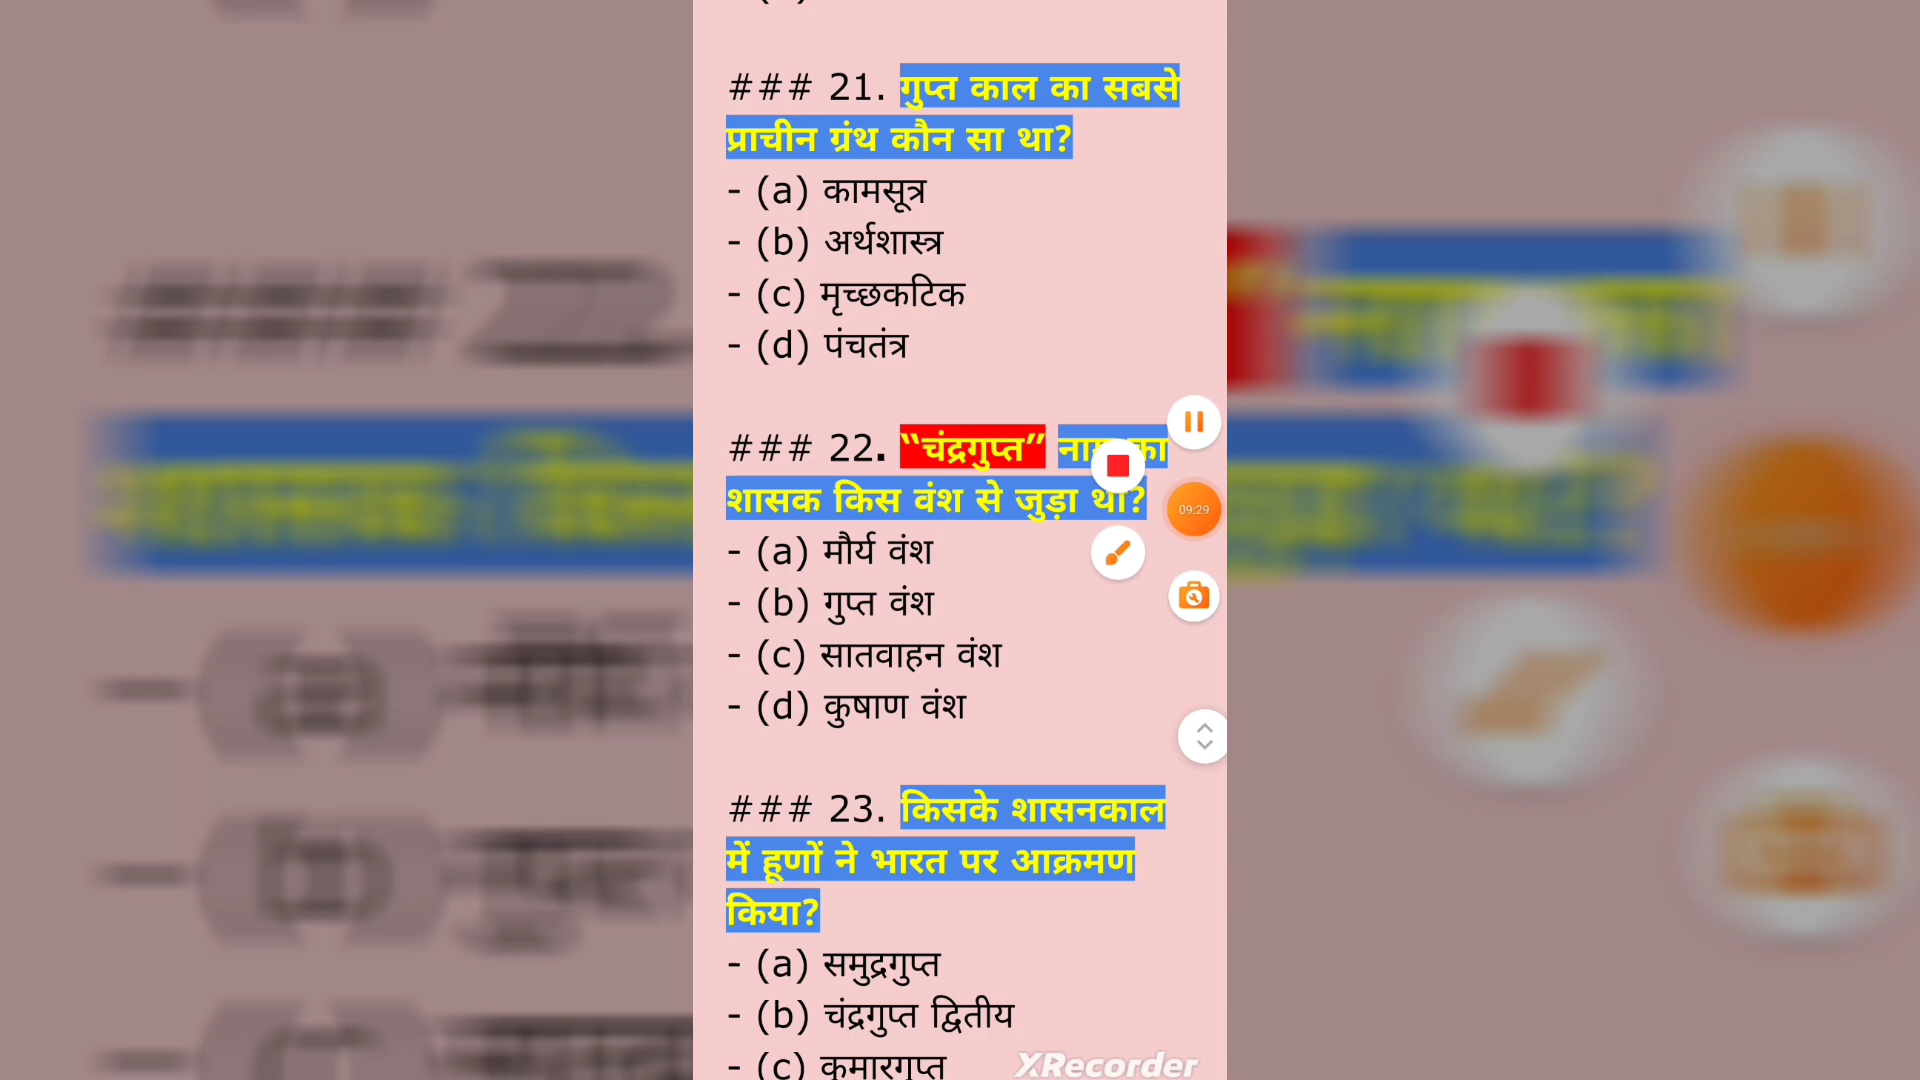 ### 21. गुप्त काल का सबसे
प्राचीन ग्रंथ कौन सा था?
- (a) कामसूत्र
- (b) अर्थशास्त्र
- (c) मृच्छकटिक
- (d) पंचतंत्र
### 22. “चंद्रगुप्त” नाम का
शासक किस वंश से जुड़ा था?
- (a) मौर्य वंश
09:29
- (b) गुप्त वंश
- (c) सातवाहन वंश
- (d) कुषाण वंश
### 23. किसके शासनकाल
में हूणों ने भारत पर आक्रमण
किया?
- (a) समुद्रगुप्त
- (b) चंद्रगुप्त द्वितीय
- (c) कुमारगुप्त
XRecorder